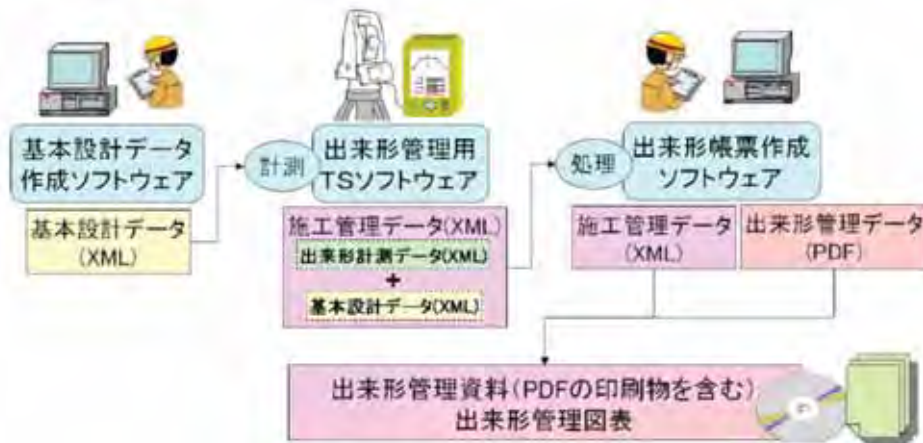 基本設計データ
作成ソフトウェア
基本設計データ
(XML)
計測
出来形管理用
TSソフトウェア
施工管理データ(XML)
出来形計測データ(XML)
+
基本設計データ(XML)
処理
出来形帳票作成
ソフトウェア
施工管理データ
(XML)
出来形管理データ
(PDF)
出来形管理資料(PDFの印刷物を含む)
出来形管理図表